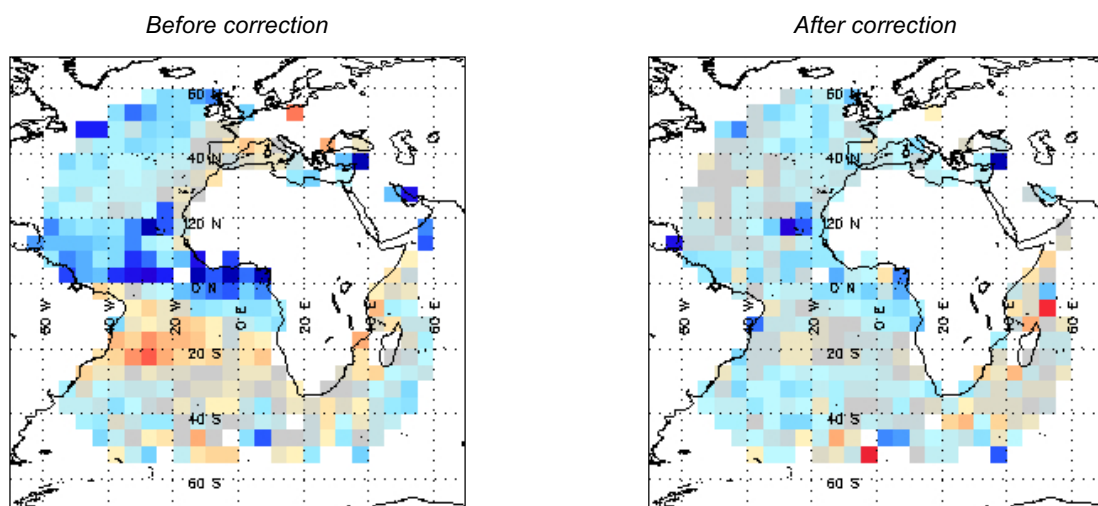 Before correction
After correction
60 N
40 N
20 N
0 N
60 W
40 W
20 W
0 E
20 E
40 E
60 E
20 S
40 S
60 S
60 N
40 N
20 N
0 N
60 W
40 W
20 W
0 E
20 E
40 E
60 E
20 S
40 S
60 S